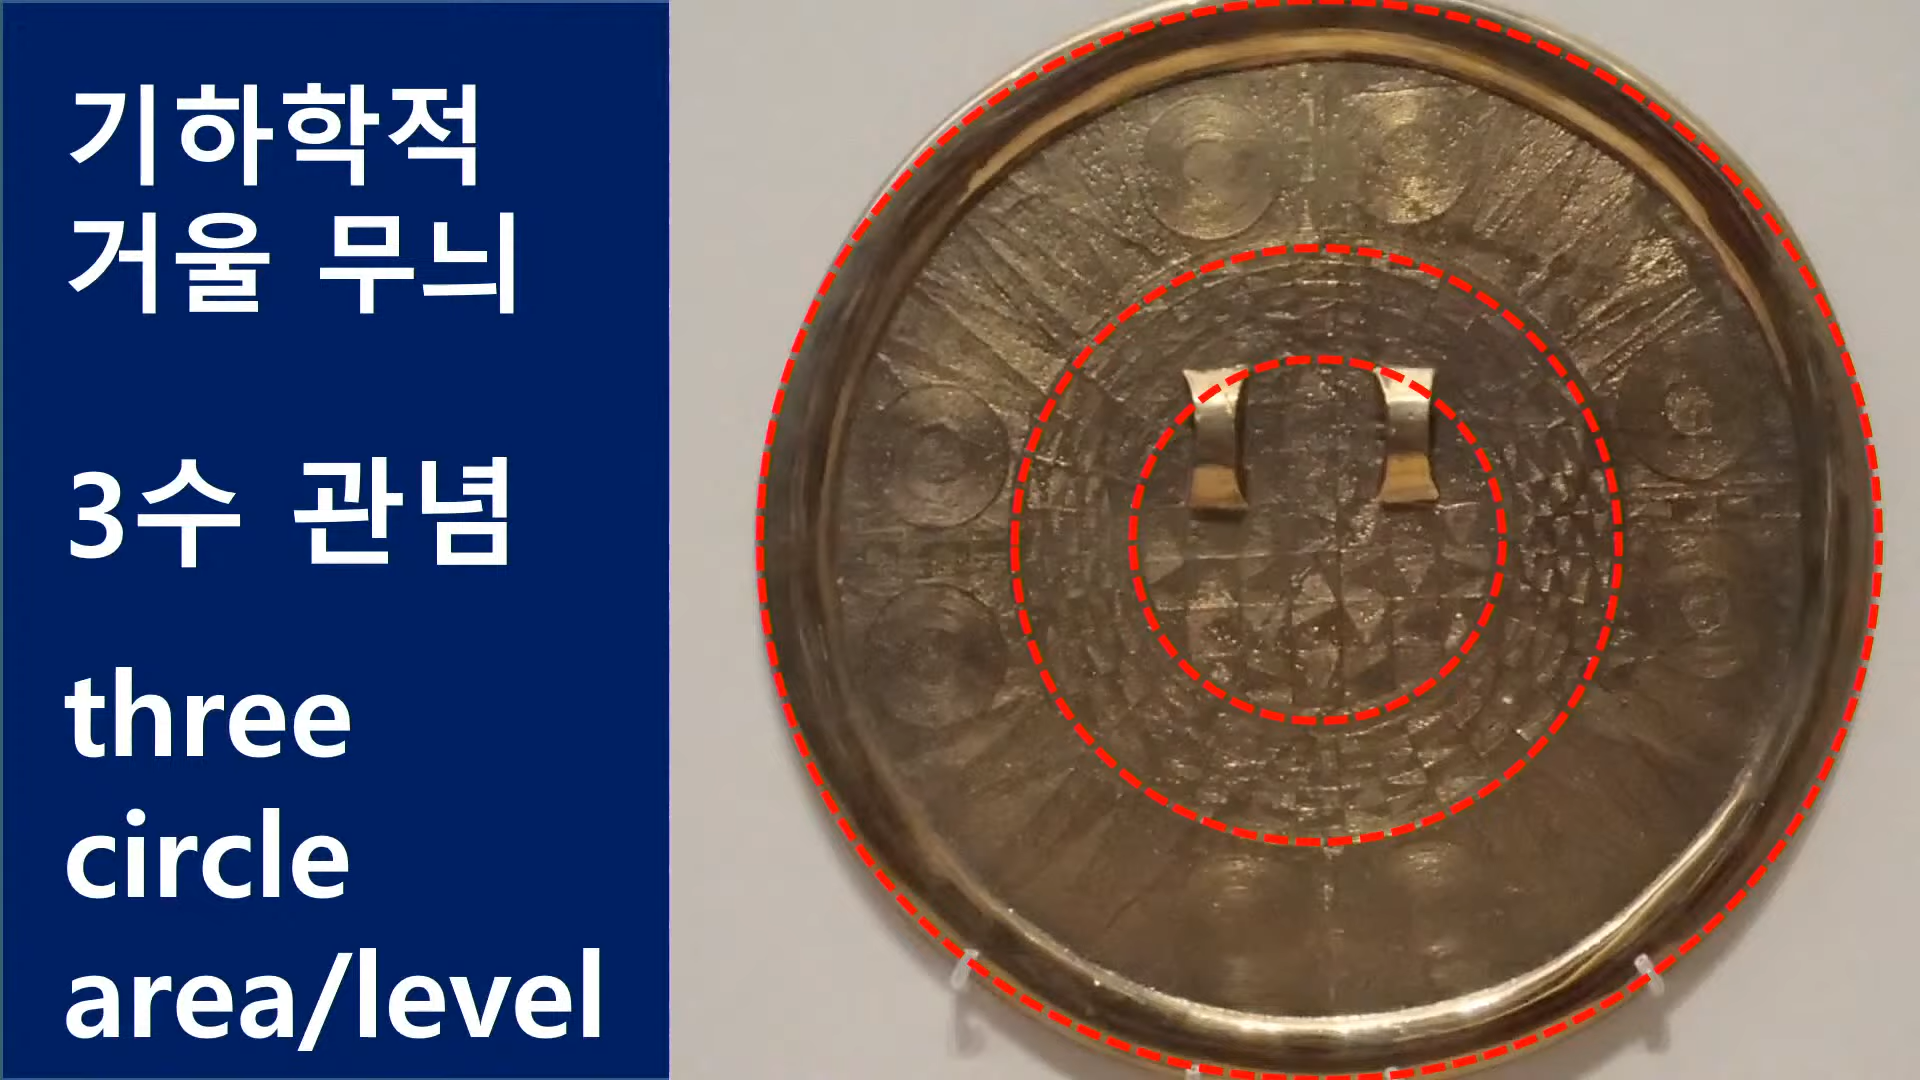 기하학적
거울 무늬
3수 관념
three
circle
area/level